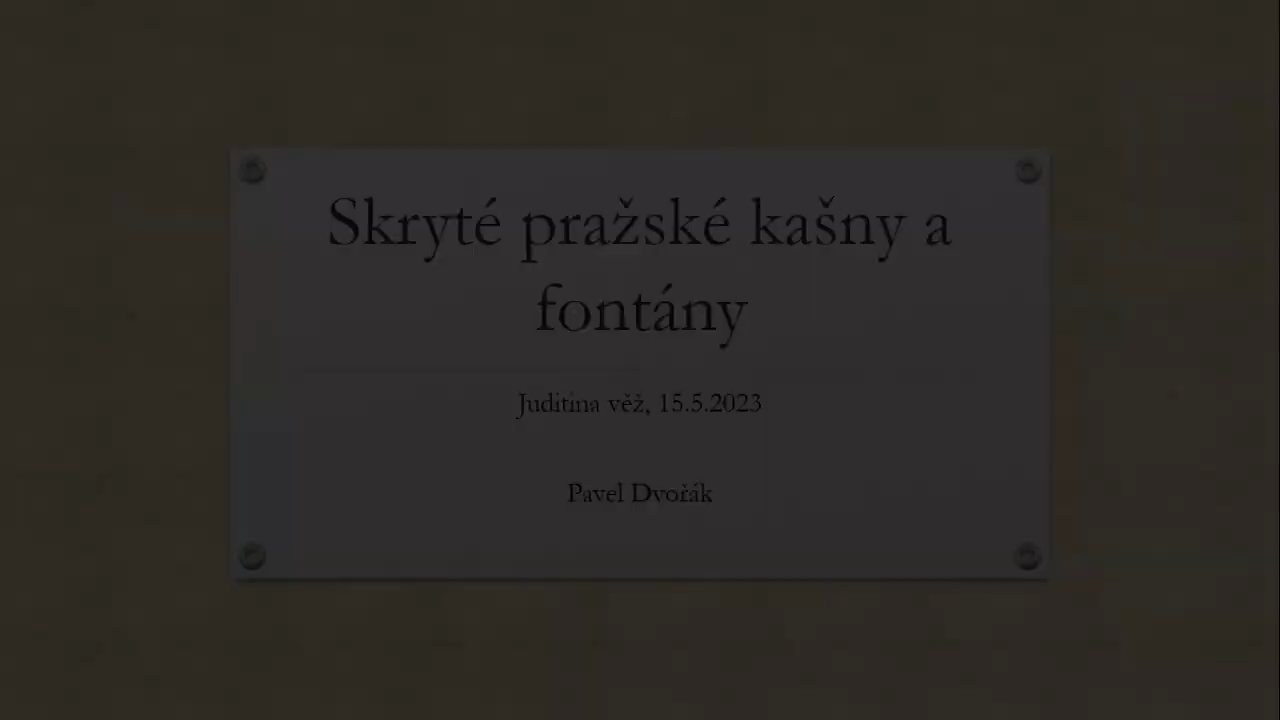 Skryté pražské kašny a
fontány
Juditina věž, 15.5.2023
Pavel Dvořák